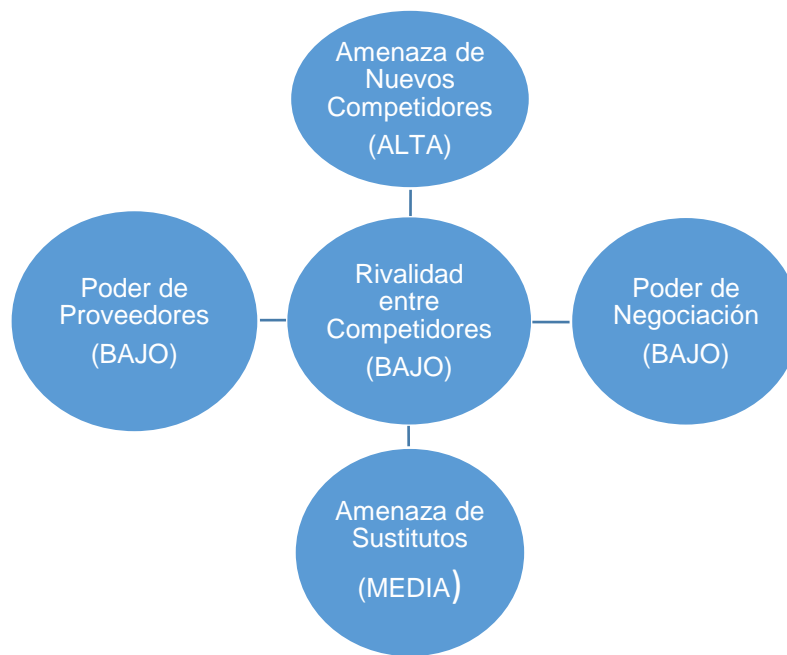 Amenaza de
Nuevos
Competidores
(ALTA)
Poder de
Proveedores
(BAJO)
Rivalidad
entre
Competidores
(BAJO)
Poder de
Negociación
(BAJO)
Amenaza de
Sustitutos
(MEDIA)